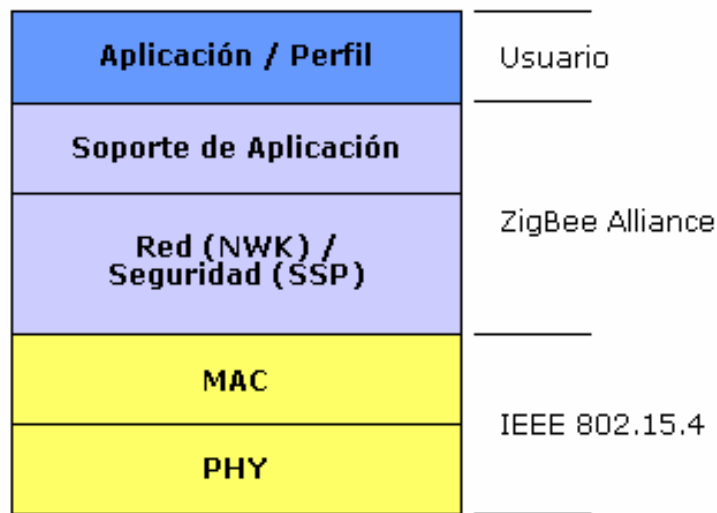 Aplicación / Perfil
Usuario
Soporte de Aplicación
ZigBee Alliance
Red (NWK) /
Seguridad (SSP)
MAC
IEEE 802.15.4
PHY